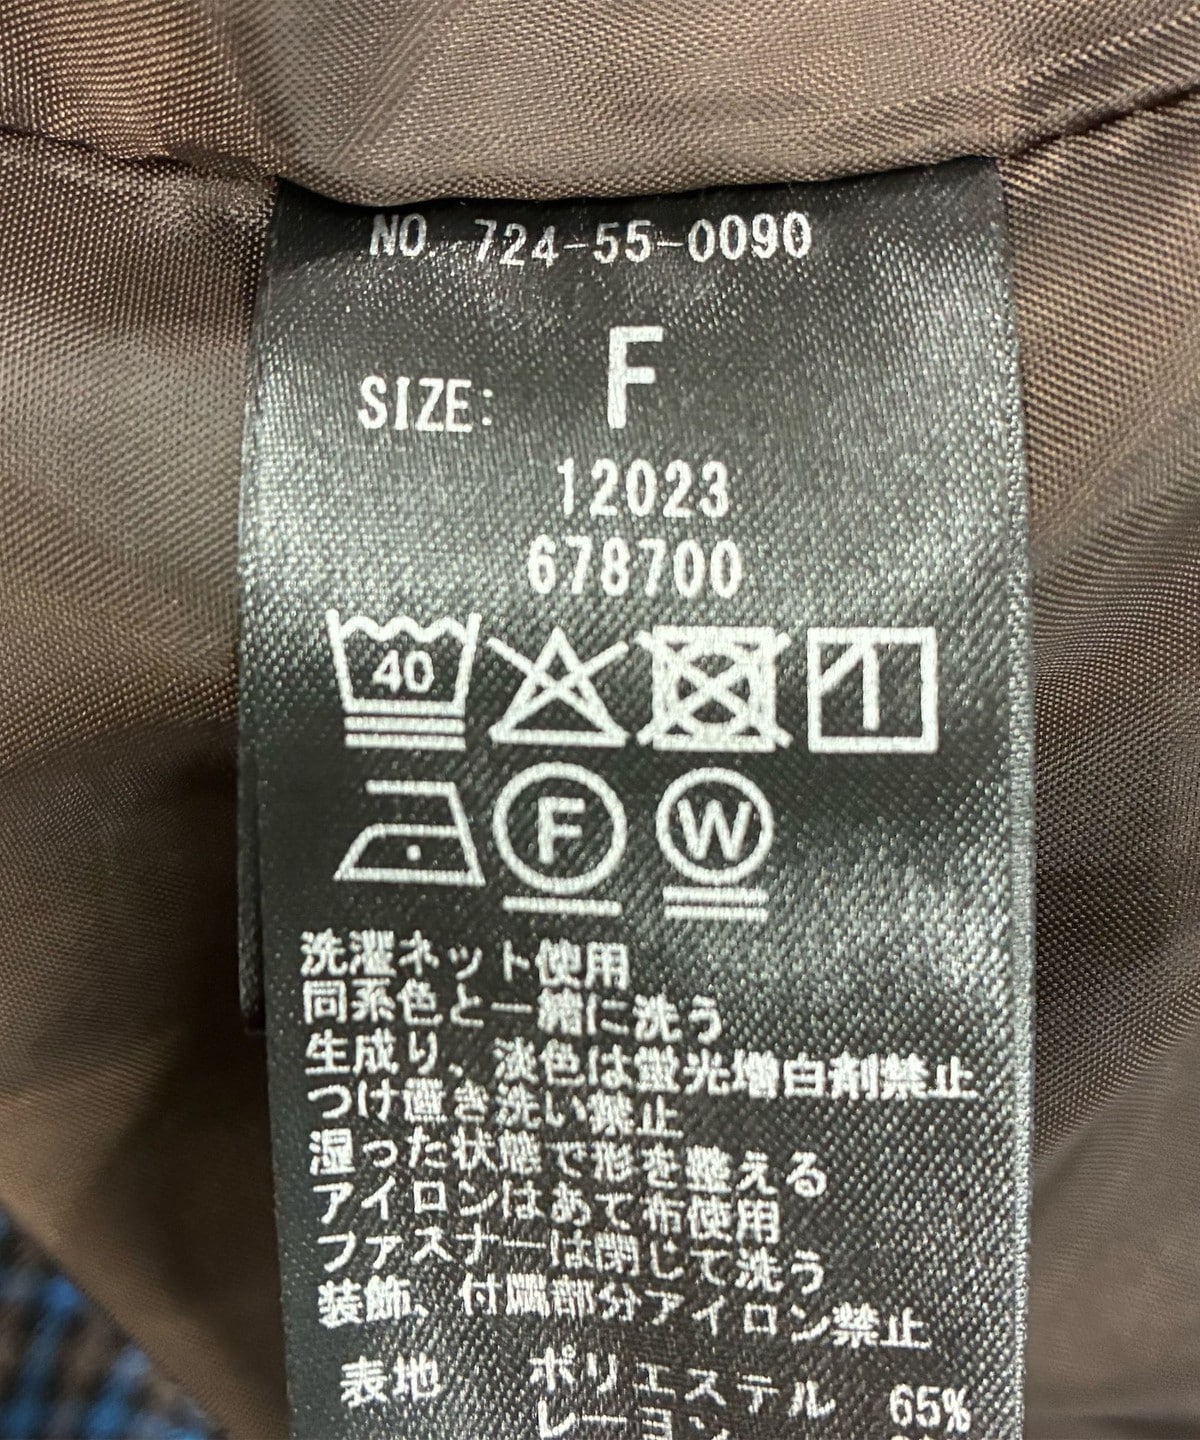 NO. 724-55-0090
SIZE: F
12023
678700
40
F W
洗濯ネット使用
同系色と一緒に洗う
生成り、淡色は蛍光増白剤禁止
つけ置き洗い禁止
湿った状態で形を整える
アイロンはあて布使用
ファスナーは閉じて洗う
装飾、付属部分アイロン禁止
表地 ポリエステル 65%
レーヨン